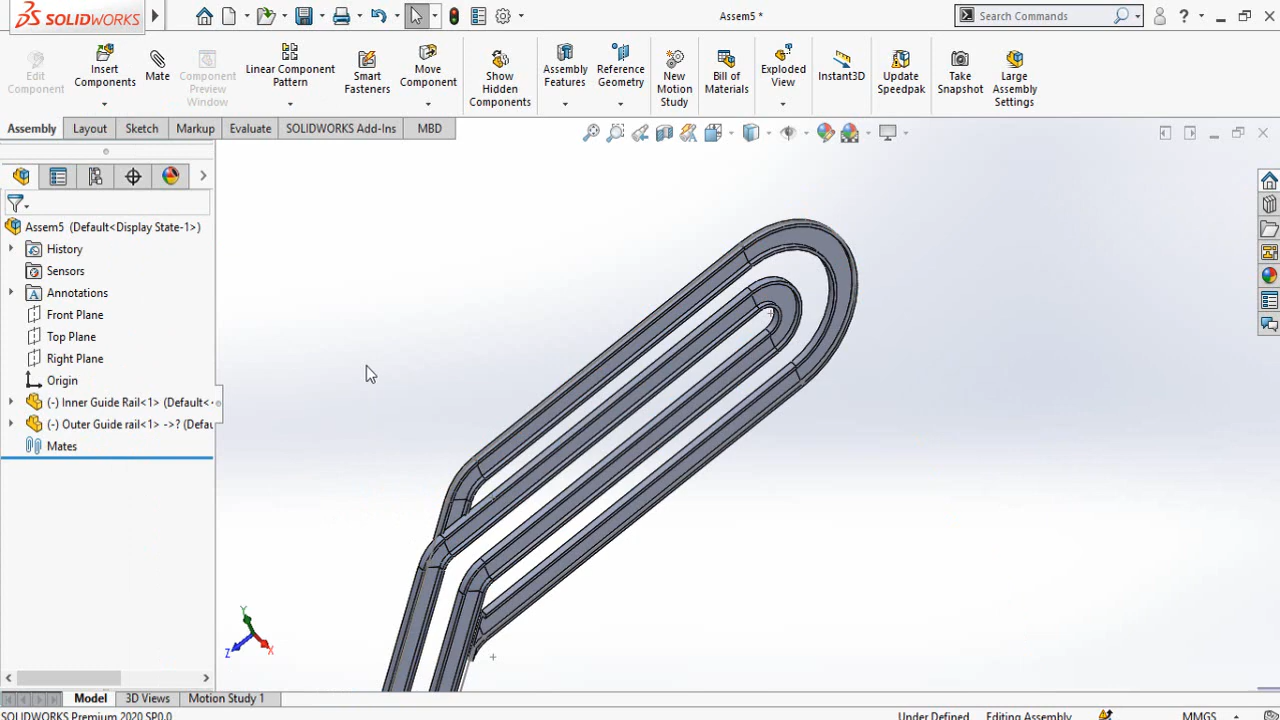 SOLIDWORKS
Assem5 *
Search Commands
Edit Component
Insert Components
Mate
Component Preview Window
Linear Component Pattern
Smart Fasteners
Move Component
Show Hidden Components
Assembly Features
Reference Geometry
New Motion Study
Bill of Materials
Exploded View
Instant3D
Update Speedpak
Take Snapshot
Large Assembly Settings
Assembly Layout Sketch Markup Evaluate SOLIDWORKS Add-Ins MBD
Assem5 (Default<Display State-1>)
History
Sensors
Annotations
Front Plane
Top Plane
Right Plane
Origin
(-) Inner Guide Rail<1> (Default<
(-) Outer Guide rail<1> ->? (Defau
Mates
Y
Z
X
Model 3D Views Motion Study 1
SOLIDWORKS Premium 2020 SP0.0
Under Defined Editing Assembly MMGS